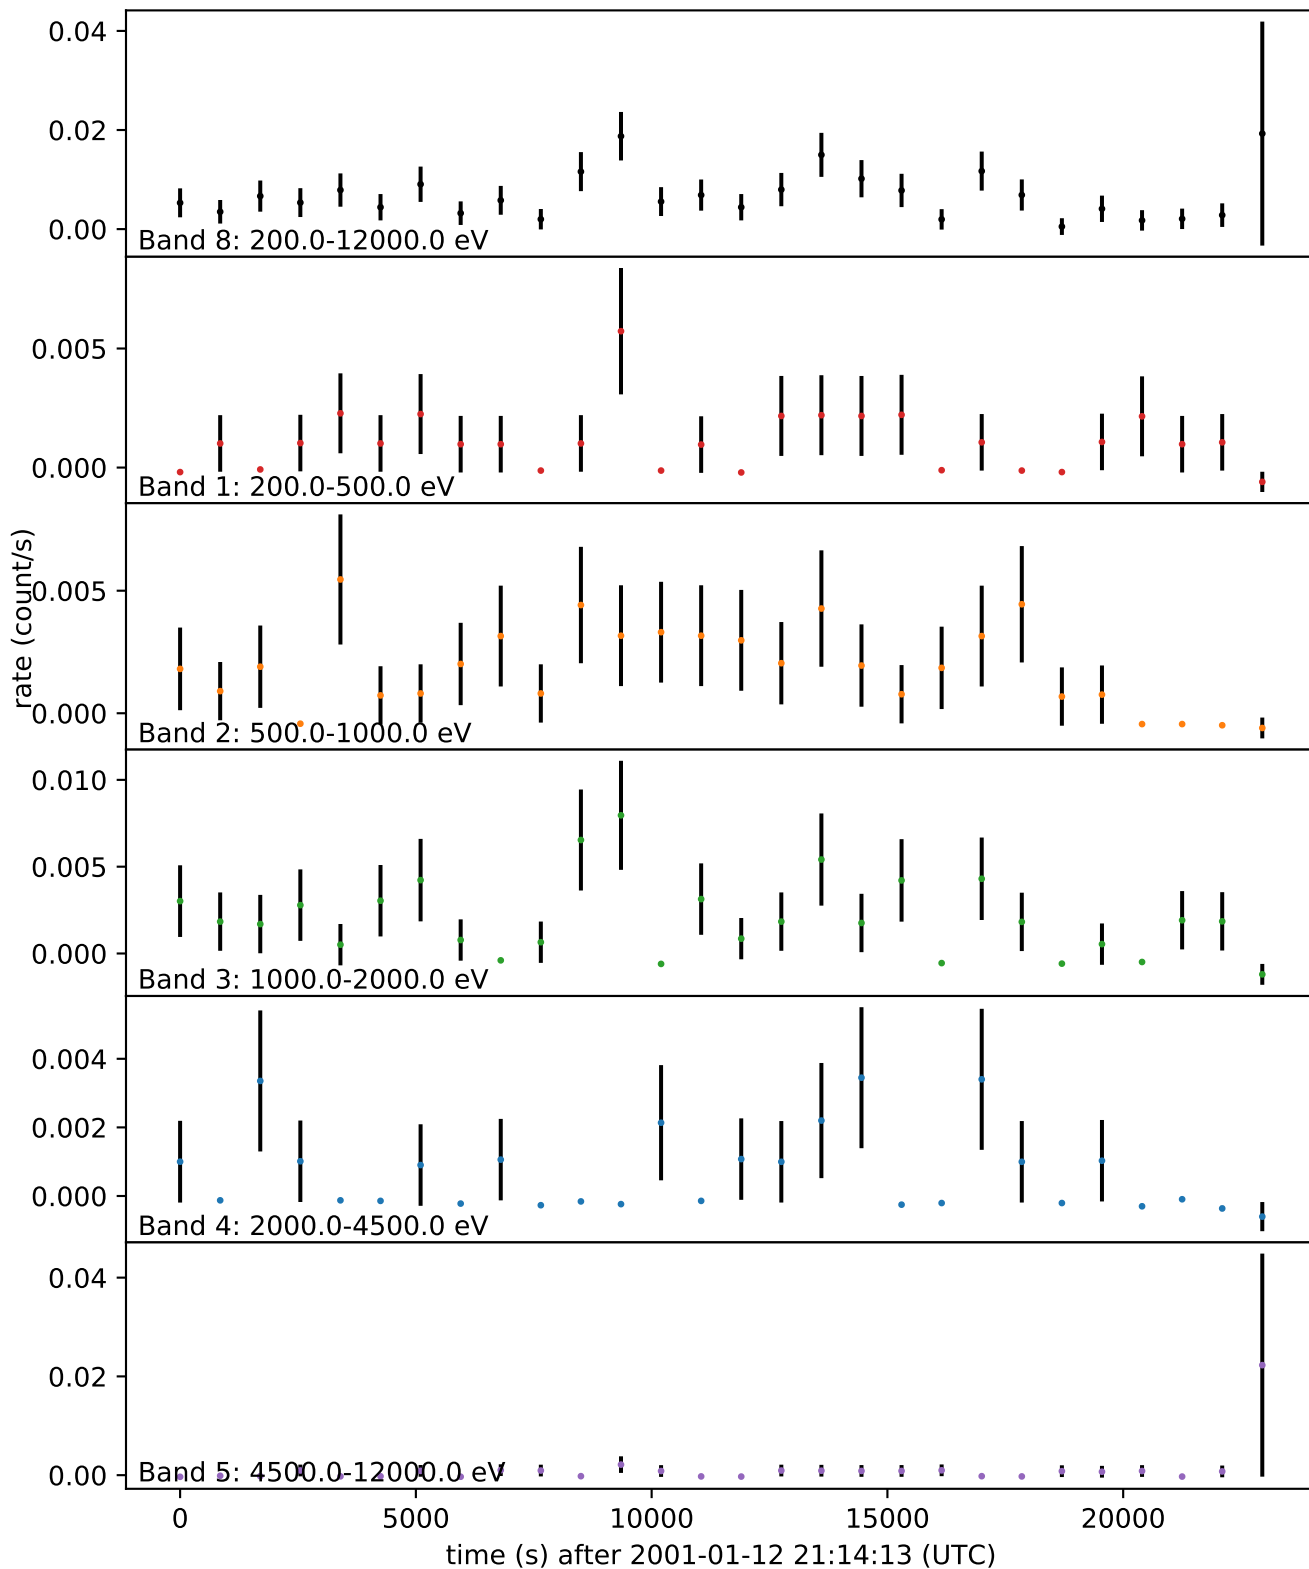 0.04
0.02
0.00
Band 8: 200.0-12000.0 eV
0.005
0.000
Band 1: 200.0-500.0 eV
rate (count/s)
0.005
0.000
Band 2: 500.0-1000.0 eV
0.010
0.005
0.000
Band 3: 1000.0-2000.0 eV
0.004
0.002
0.000
Band 4: 2000.0-4500.0 eV
0.04
0.02
0.00
Band 5: 4500.0-12000.0 eV
0 5000 10000 15000 20000
time (s) after 2001-01-12 21:14:13 (UTC)